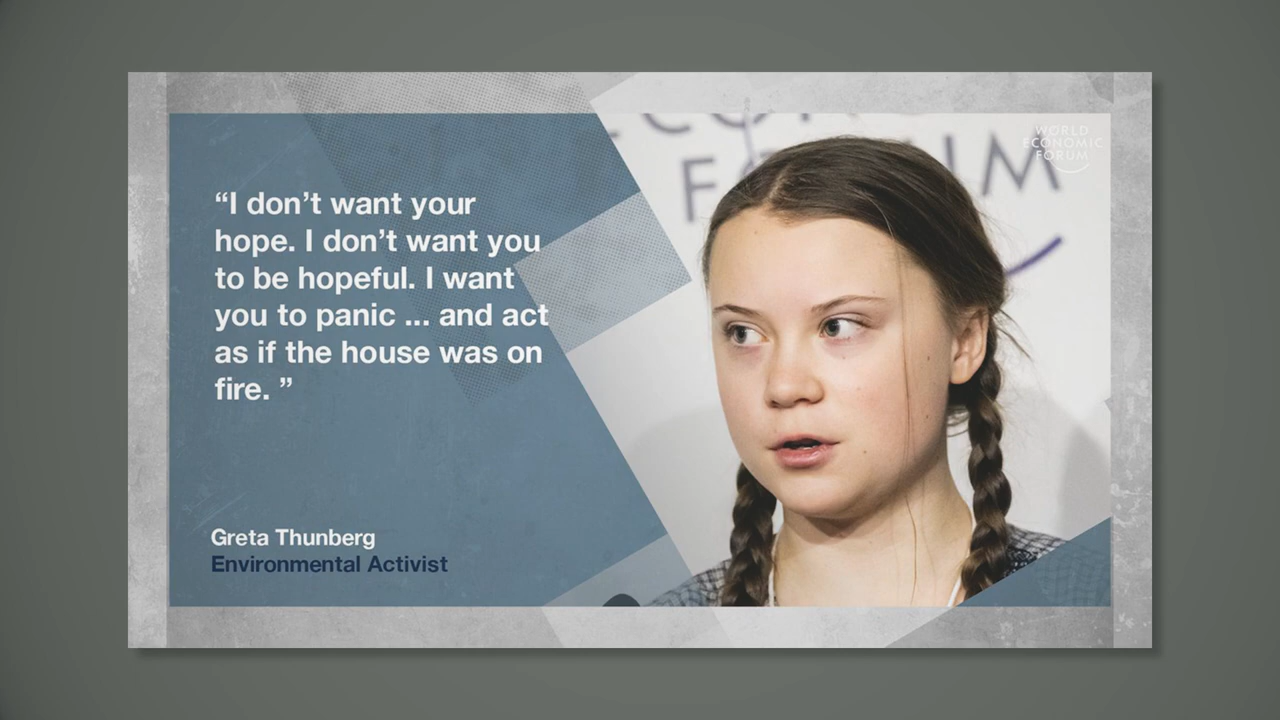 “I don’t want your
hope. I don’t want you
to be hopeful. I want
you to panic ... and act
as if the house was on
fire. ”
Greta Thunberg
Environmental Activist
WORLD
ECONOMIC
FORUM